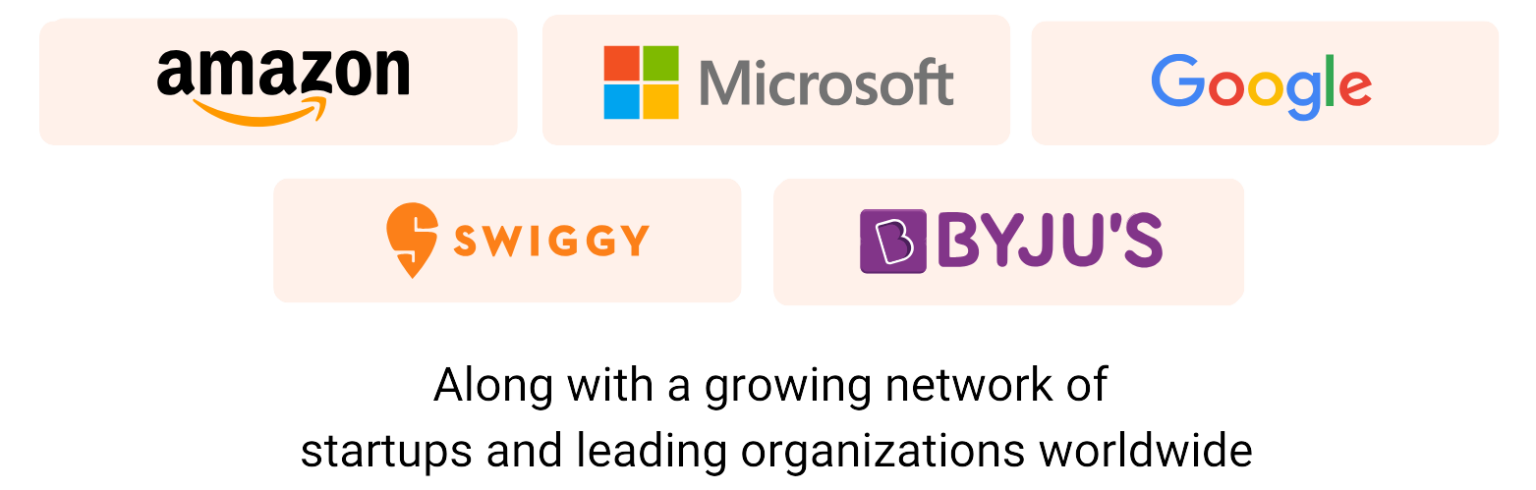 amazon
Microsoft
Google
SWIGGY
B BYJU'S
Along with a growing network of
startups and leading organizations worldwide